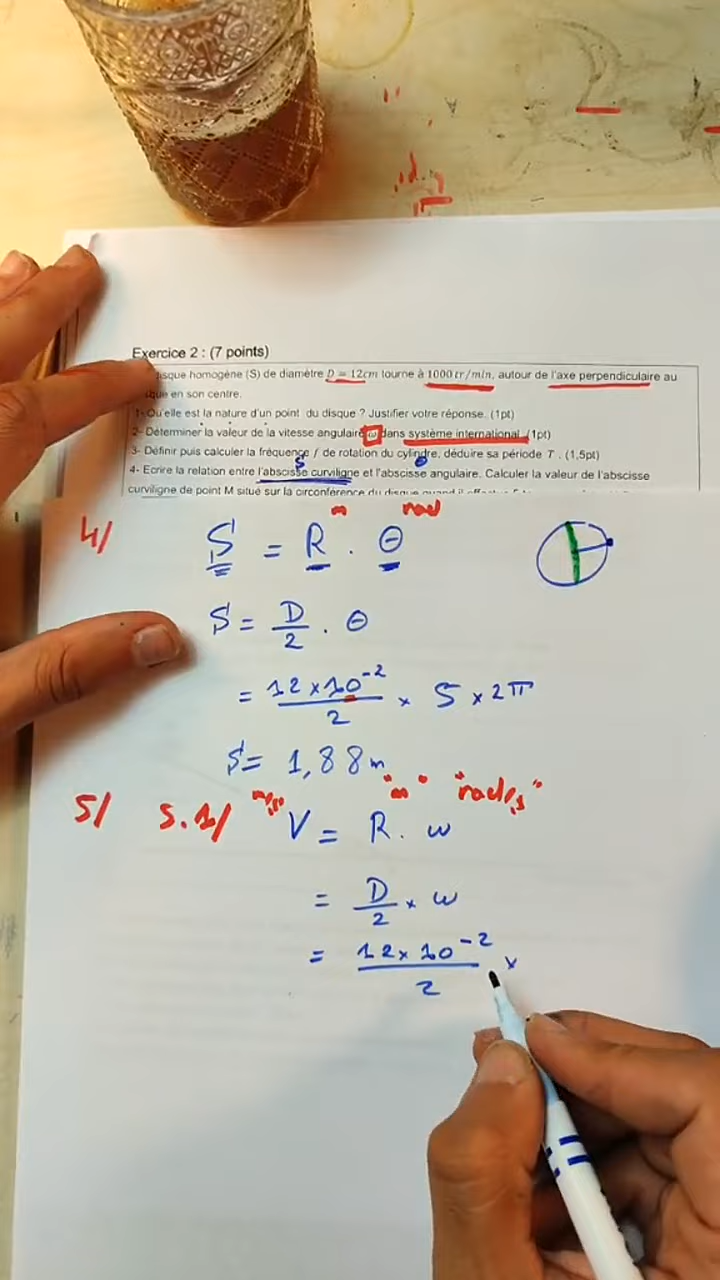 Exercice 2 : (7 points)
disque homogène (S) de diamètre D = 12cm tourne à 1000 tr/min, autour de l'axe perpendiculaire au
que en son centre.
1- Qu'elle est la nature d'un point du disque ? Justifier votre réponse. (1pt)
2- Déterminer la valeur de la vitesse angulaire ω dans système international (1pt)
3- Définir puis calculer la fréquence f de rotation du cylindre, déduire sa période T . (1,5pt)
S θ
4- Ecrire la relation entre l'abscisse curviligne et l'abscisse angulaire. Calculer la valeur de l'abscisse
curviligne de point M situé sur la circonférence du disque quand il effectue 5
m rad
4/ S = R . θ
S = D/2 . θ
= 12×10⁻²/2 × 5 × 2π
S = 1,88m
"m" "rad/s"
5/ 5.1/ m/s V = R . ω
= D/2 × ω
= 12×10⁻²/2 ×